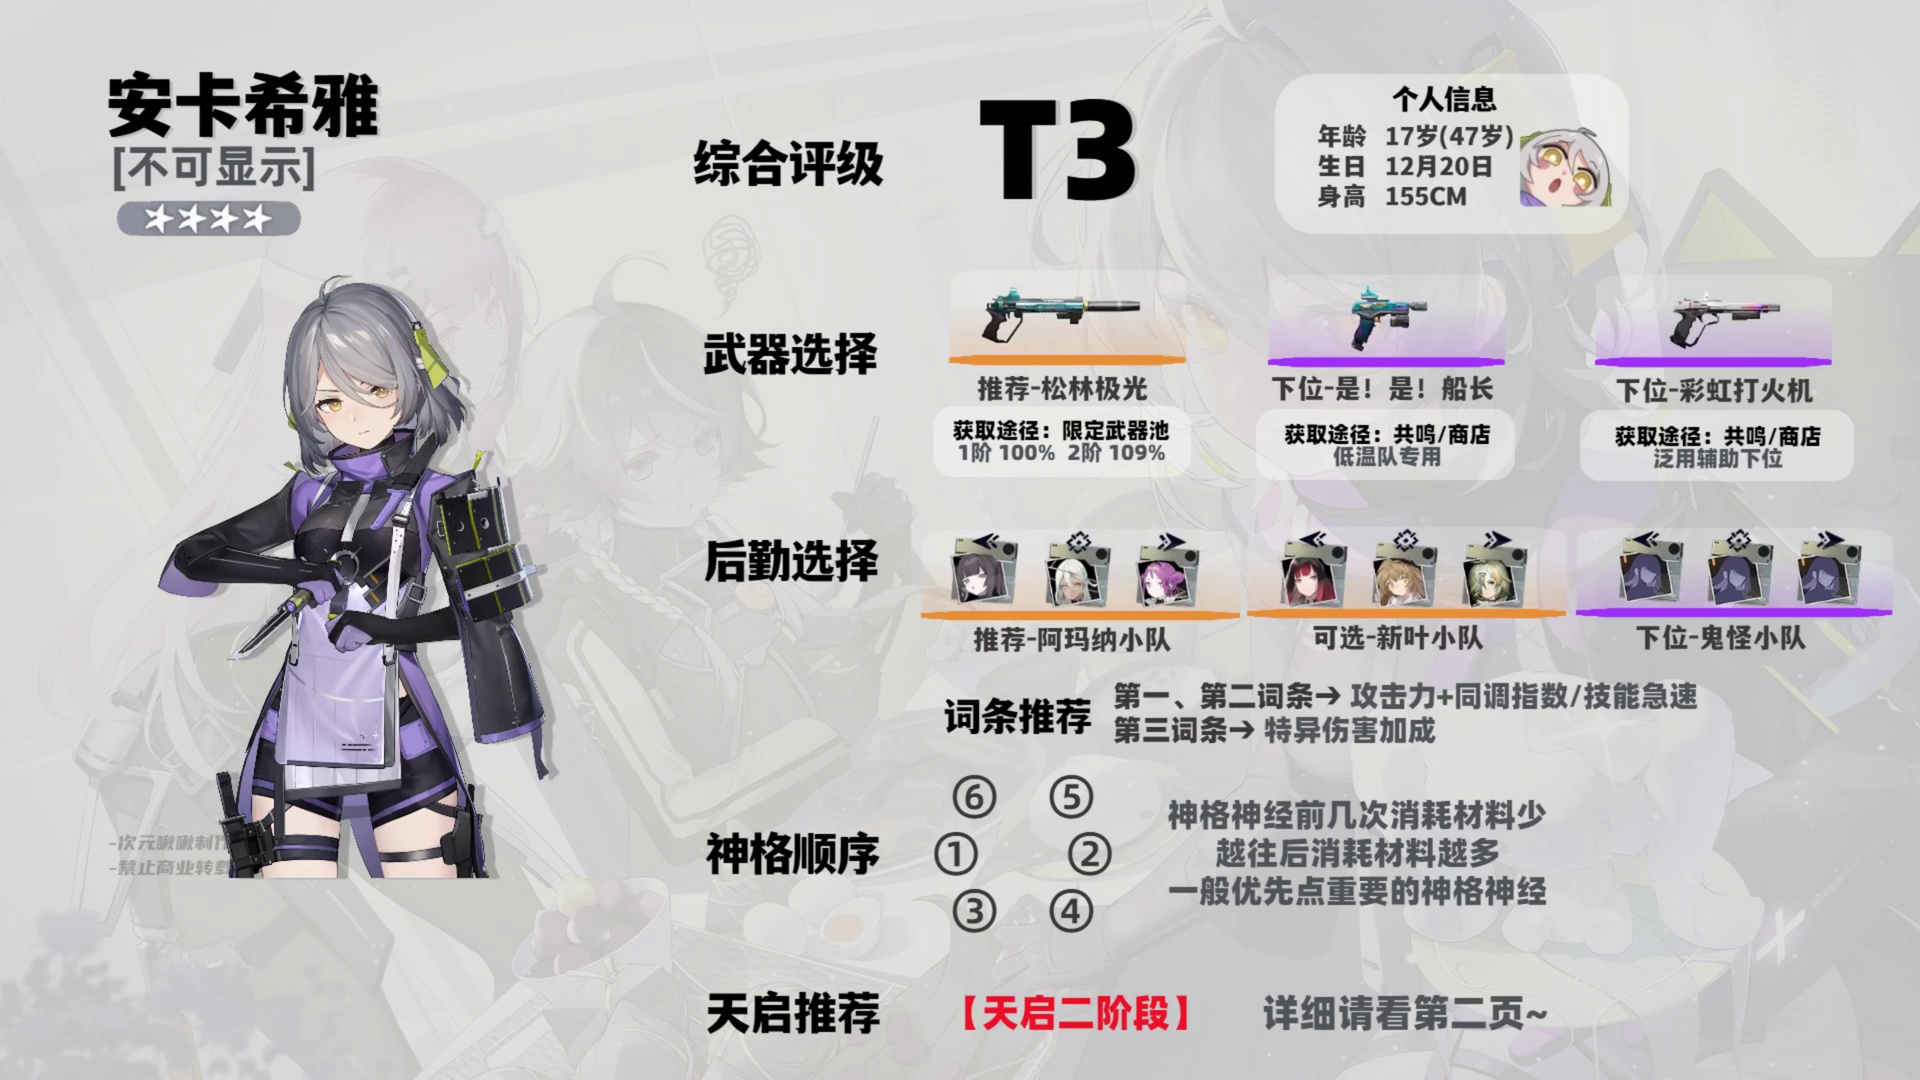 安卡希雅
[不可显示]
综合评级
T3
个人信息
年龄 17岁(47岁)
生日 12月20日
身高 155CM
武器选择
推荐-松林极光
获取途径：限定武器池
1阶 100% 2阶 109%
下位-是！是！船长
获取途径：共鸣/商店
低温队专用
下位-彩虹打火机
获取途径：共鸣/商店
泛用辅助下位
后勤选择
推荐-阿玛纳小队
可选-新叶小队
下位-鬼怪小队
词条推荐
第一、第二词条→ 攻击力+同调指数/技能急速
第三词条→ 特异伤害加成
神格顺序
⑥ ⑤
① ②
③ ④
神格神经前几次消耗材料少
越往后消耗材料越多
一般优先点重要的神格神经
-次元啾啾制作
-禁止商业转载
天启推荐
【天启二阶段】
详细请看第二页~